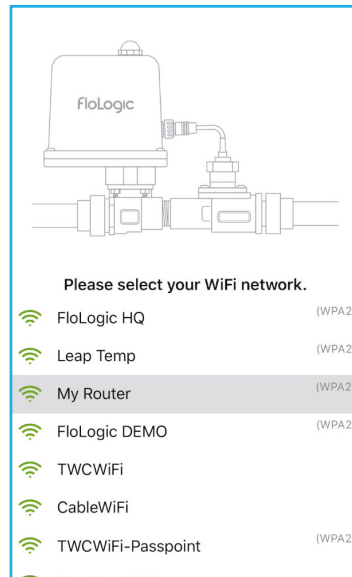 FloLogic
Please select your WiFi network.
FloLogic HQ (WPA2
Leap Temp (WPA2
My Router (WPA2
FloLogic DEMO (WPA2
TWCWiFi
CableWiFi
TWCWiFi-Passpoint (WPA2